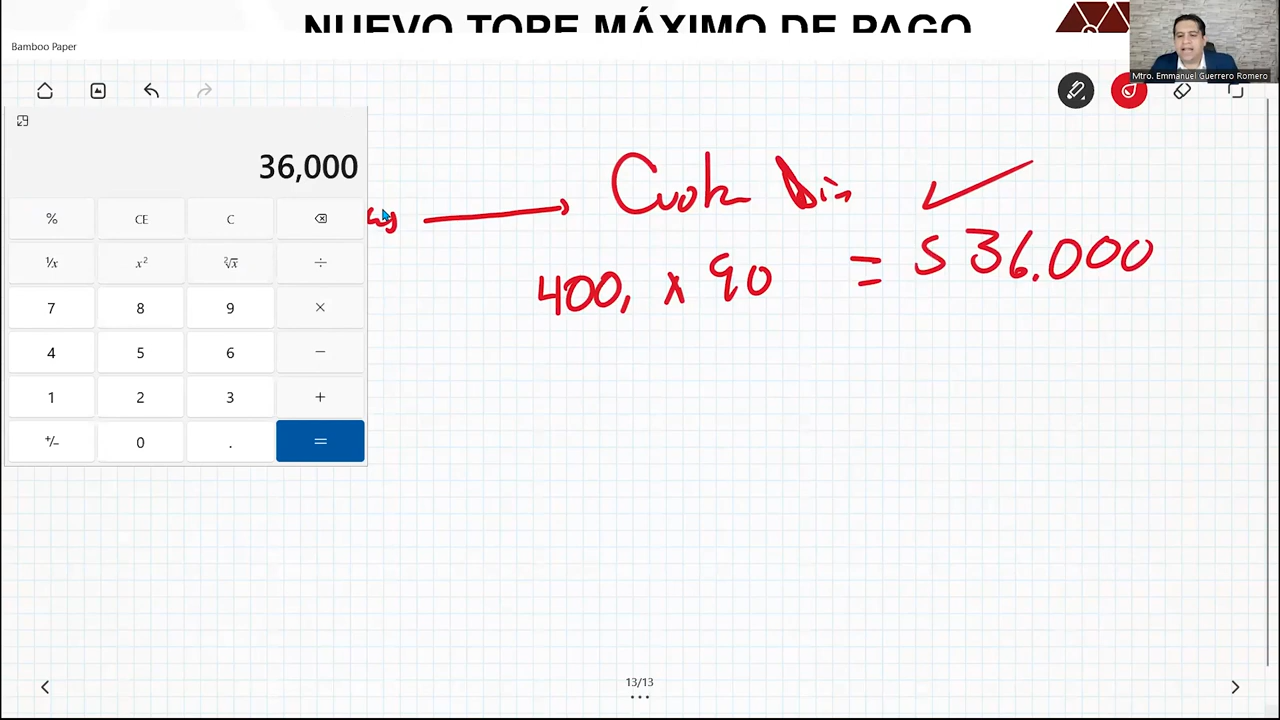 NUEVO TOPE MÁXIMO DE PAGO
Bamboo Paper
Mtro. Emmanuel Guerrero Romero
36,000
% CE C
1/x x² ²√x ÷
7 8 9 ×
4 5 6 −
1 2 3 +
+/− 0 . =
Cuota Dia
400, x 90 = $ 36.000
13/13